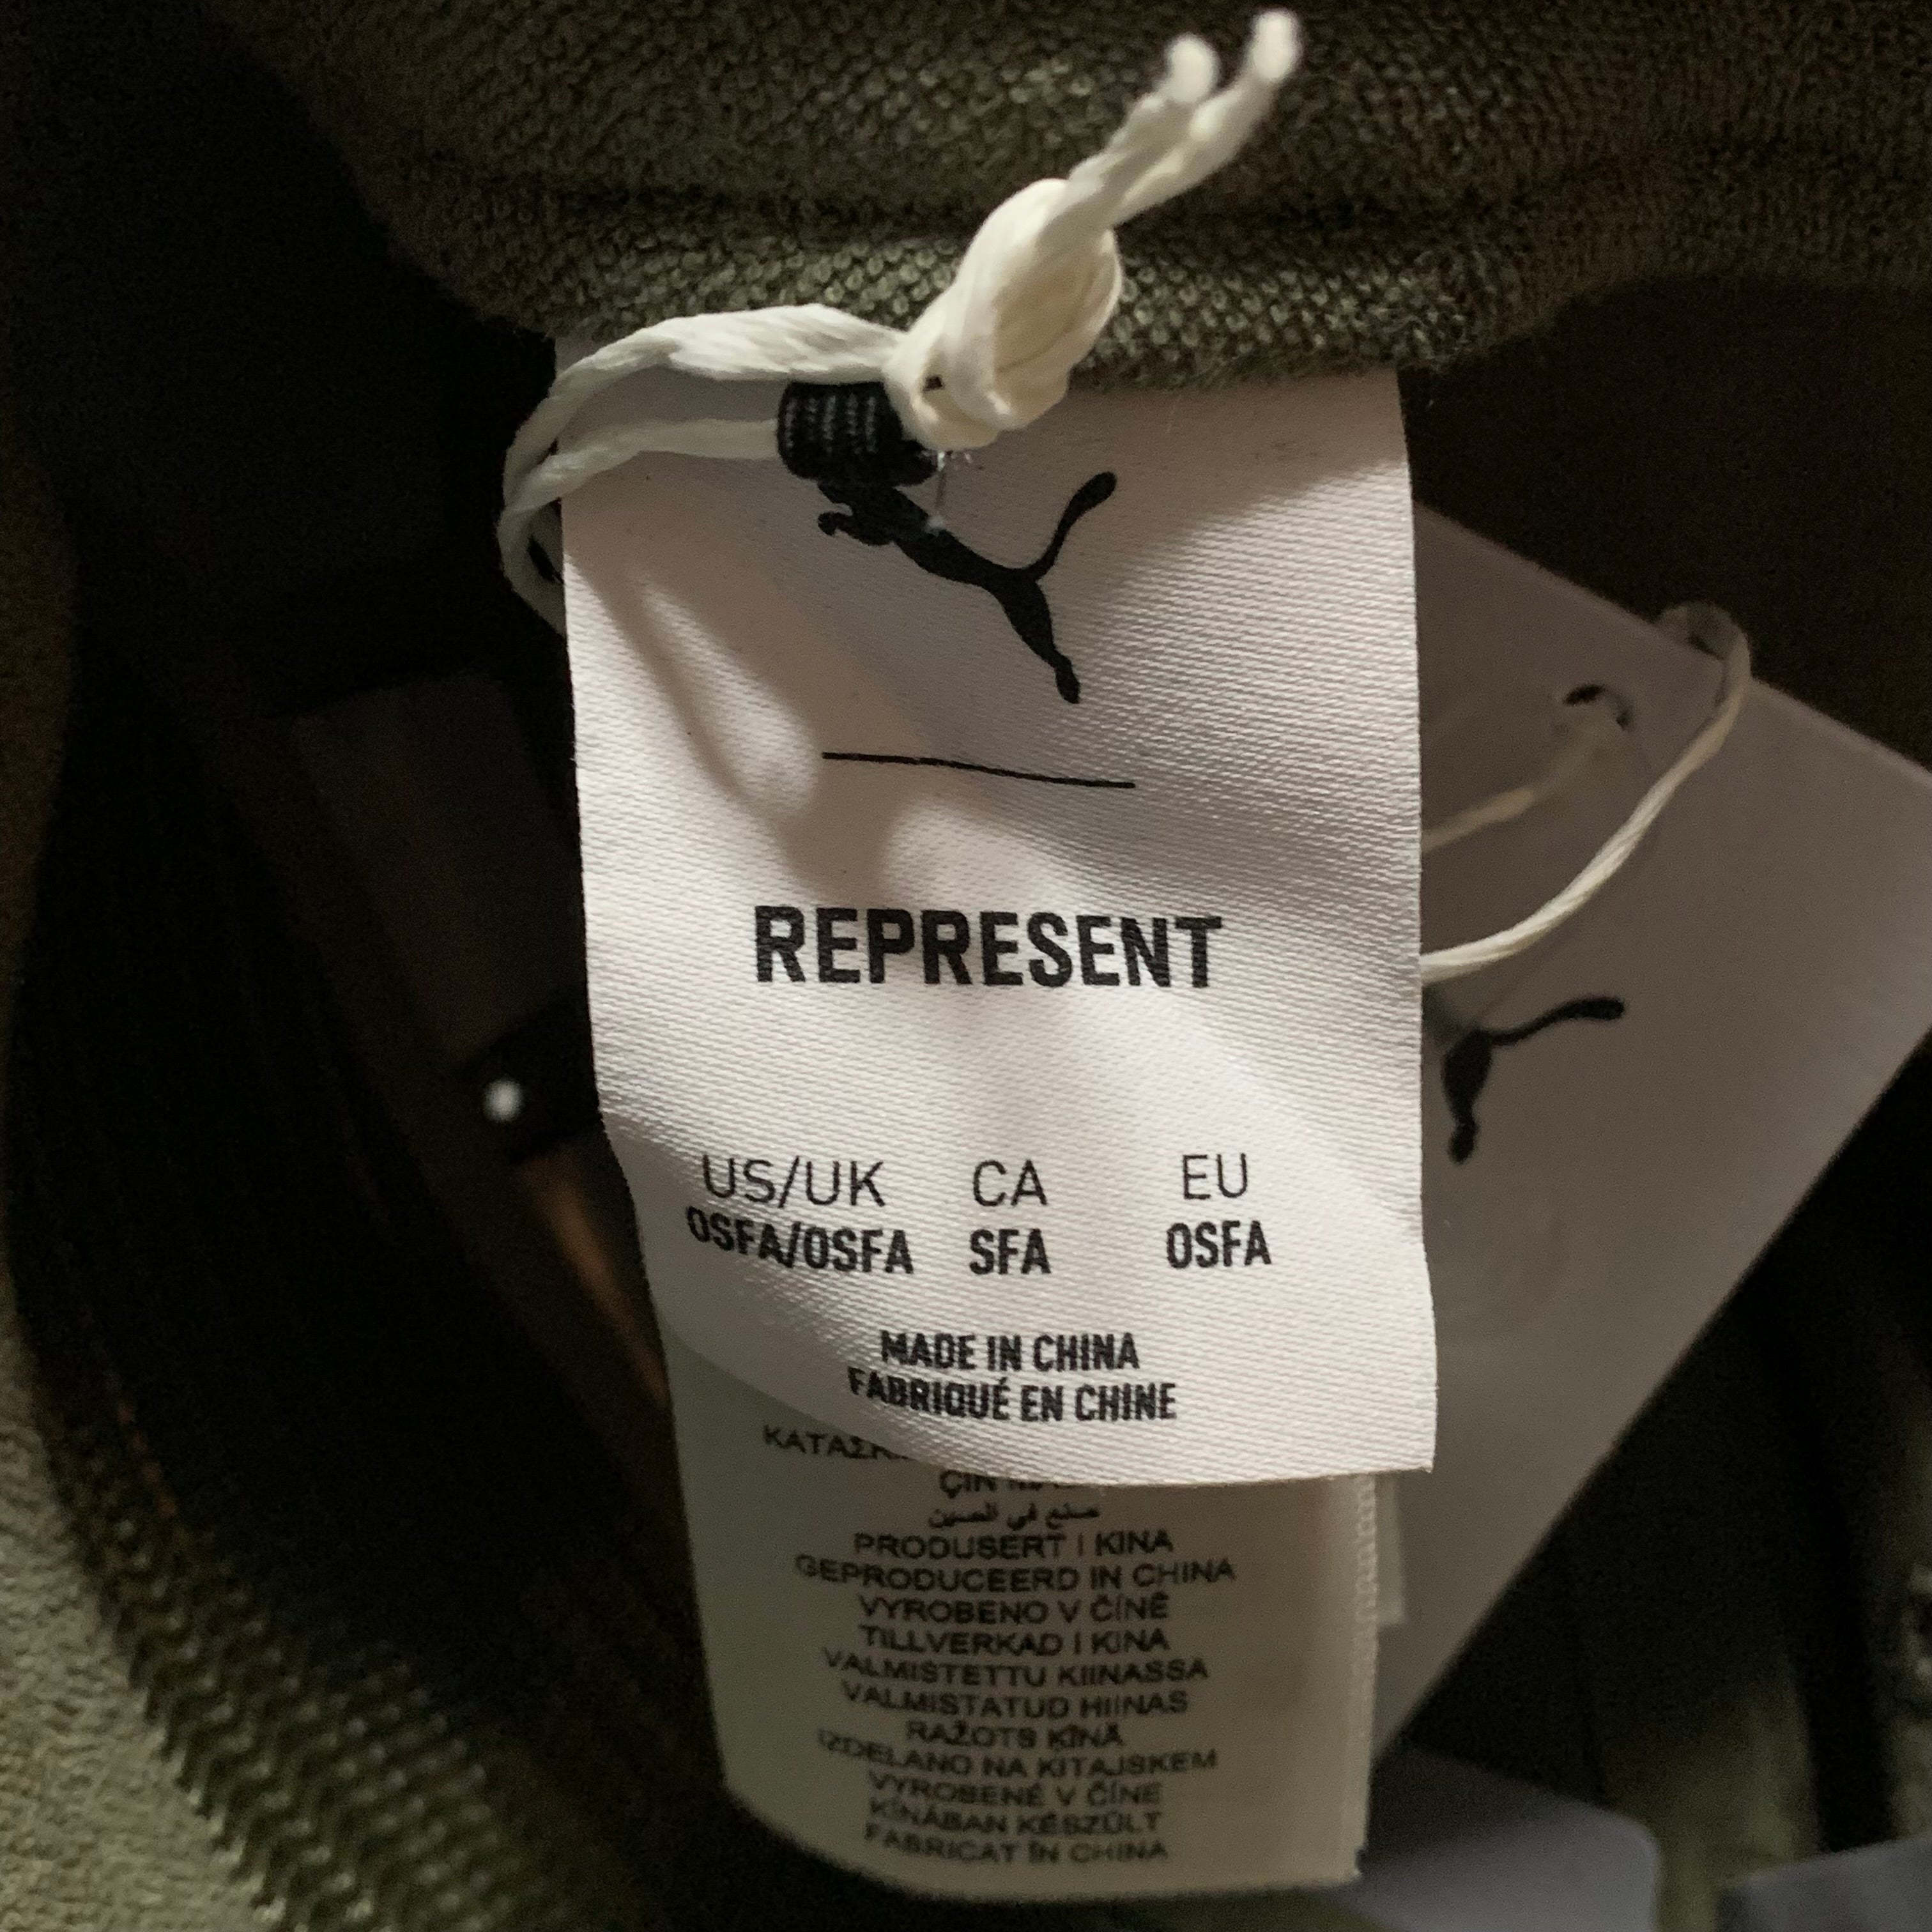 REPRESENT
US/UK CA EU
OSFA/OSFA SFA OSFA
MADE IN CHINA
FABRIQUÉ EN CHINE
ÇİN
صنع في الصين
PRODUSERT I KINA
GEPRODUCEERD IN CHINA
VYROBENO V ČÍNĚ
TILLVERKAD I KINA
VALMISTETTU KIINASSA
VALMISTATUD HIINAS
RAŽOTS ĶĪNĀ
IZDELANO NA KITAJSKEM
VYROBENÉ V ČÍNE
KÍNÁBAN KÉSZÜLT
FABRICAT ÎN CHINA